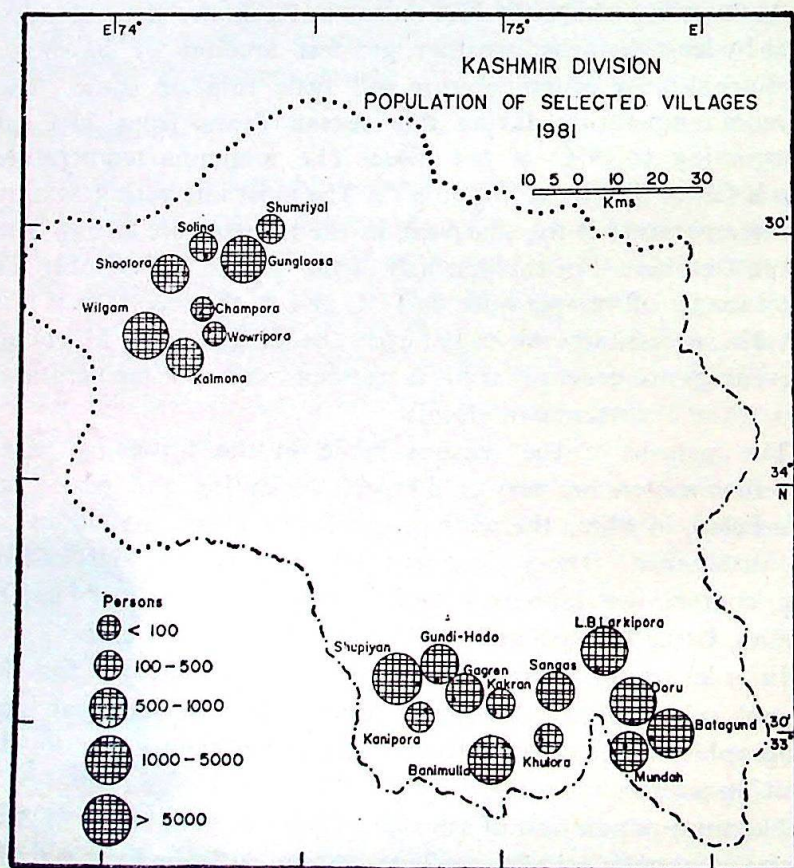 E 74° 75° E
KASHMIR DIVISION
POPULATION OF SELECTED VILLAGES
1981
10 5 0 10 20 30
Kms
30'
Shumriyal
Solina
Gungloosa
Shootora
Champora
Wilgam
Wowripora
Kalmona
34°
N
Persons
< 100
100-500
500-1000
1000-5000
> 5000
L.B Larkipora
Gundi-Hado
Shupiyan
Gagren
Sangas
Kakran
Doru
Kanipora
Batagund
30'
33°
Khulora
Banimulla
Mundah